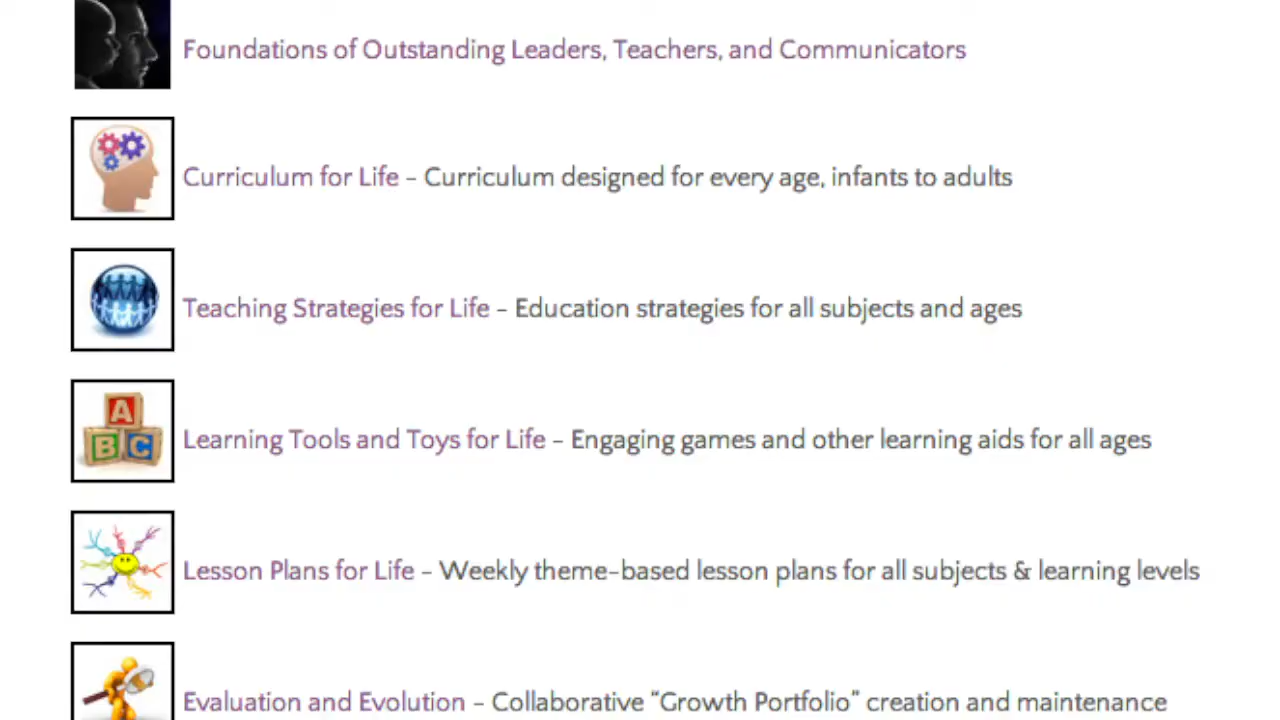 Foundations of Outstanding Leaders, Teachers, and Communicators
Curriculum for Life - Curriculum designed for every age, infants to adults
Teaching Strategies for Life - Education strategies for all subjects and ages
A
B C
Learning Tools and Toys for Life - Engaging games and other learning aids for all ages
Lesson Plans for Life - Weekly theme-based lesson plans for all subjects & learning levels
Evaluation and Evolution - Collaborative “Growth Portfolio” creation and maintenance